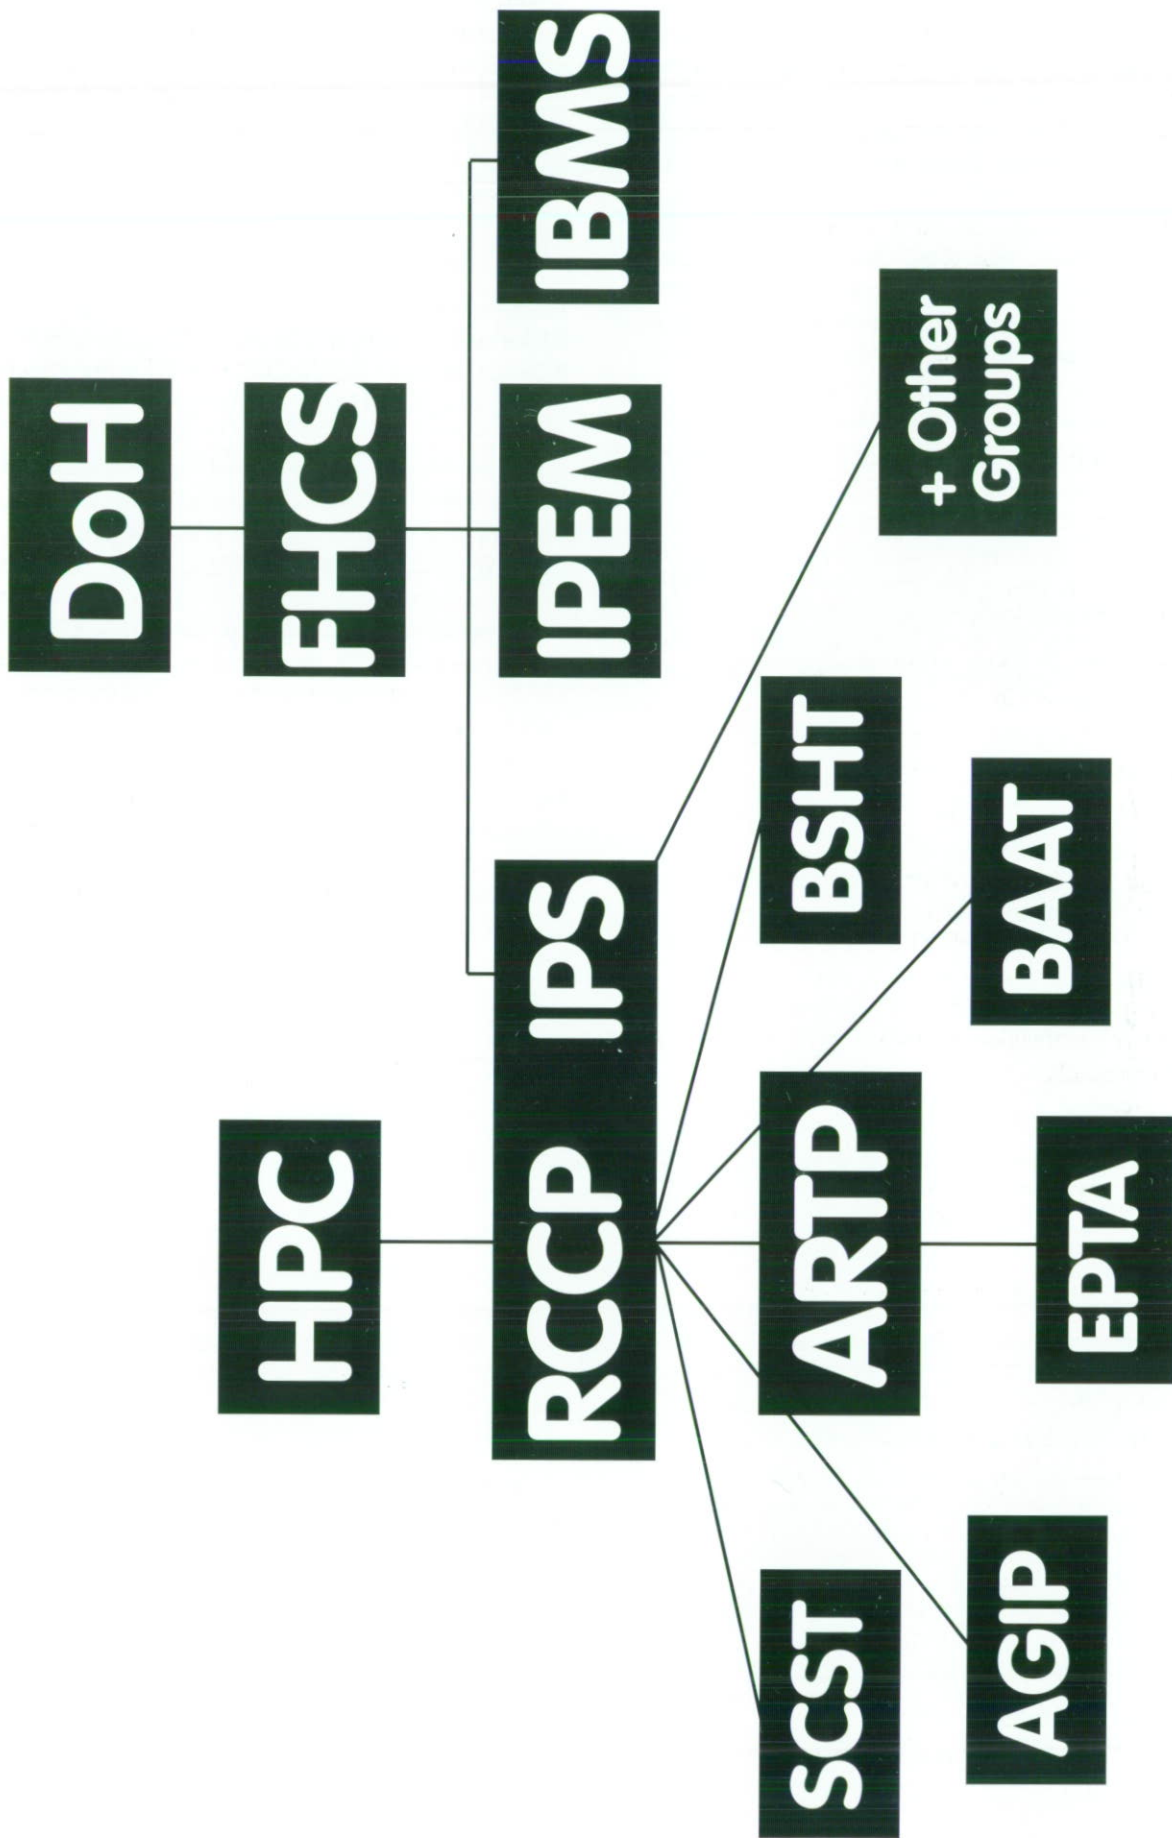 DoH
HPC
FHCS
RCCP IPS
IPEM
IBMS
SCST
ARTP
BSHT
+ Other
Groups
AGIP
BAAT
EPTA